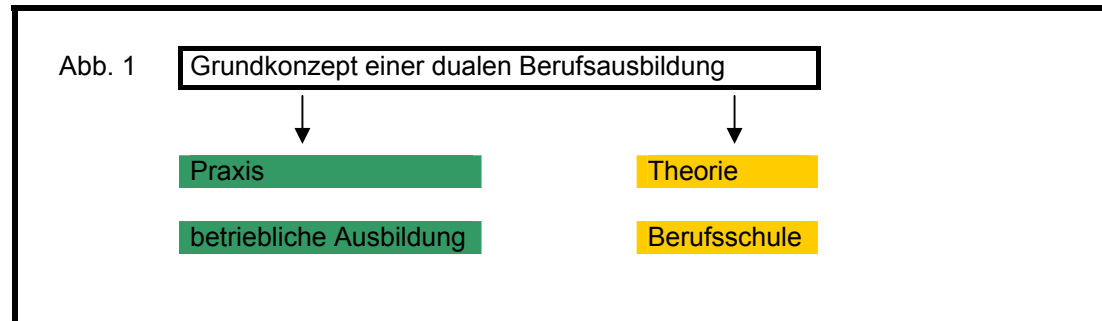 Abb. 1 Grundkonzept einer dualen Berufsausbildung
Praxis Theorie
betriebliche Ausbildung Berufsschule